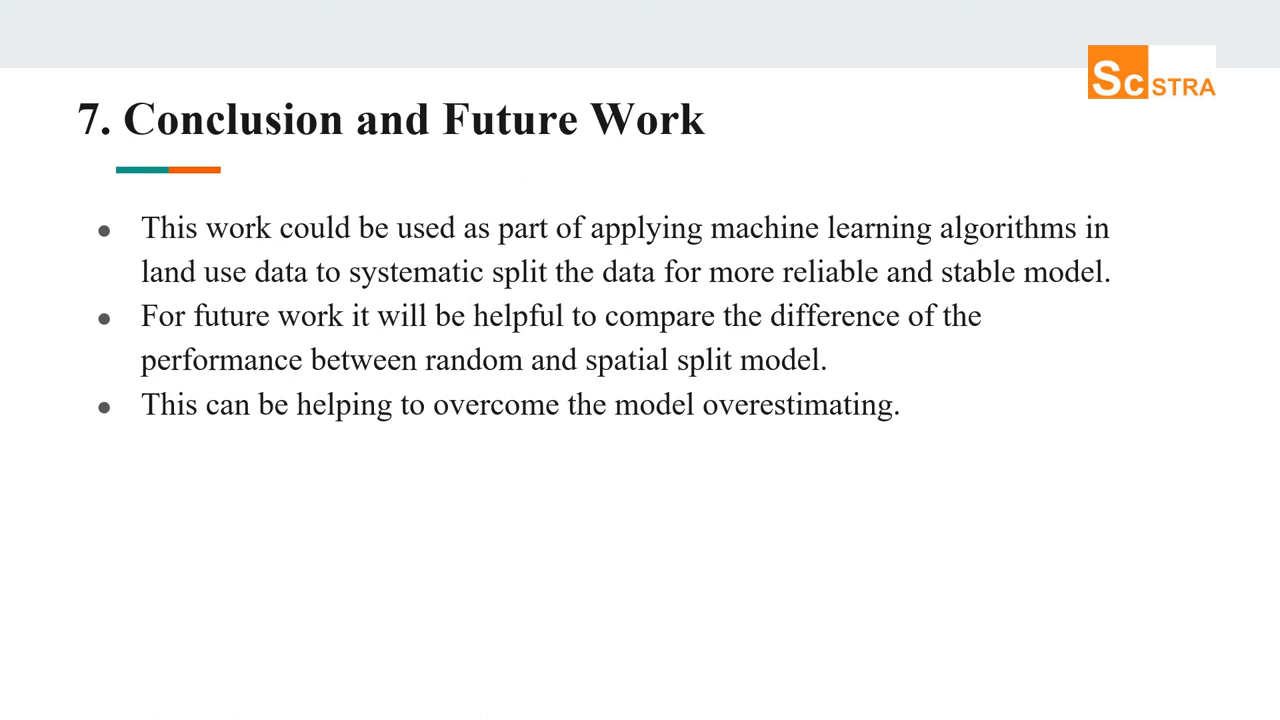 Sc STRA
7. Conclusion and Future Work
● This work could be used as part of applying machine learning algorithms in
land use data to systematic split the data for more reliable and stable model.
● For future work it will be helpful to compare the difference of the
performance between random and spatial split model.
● This can be helping to overcome the model overestimating.